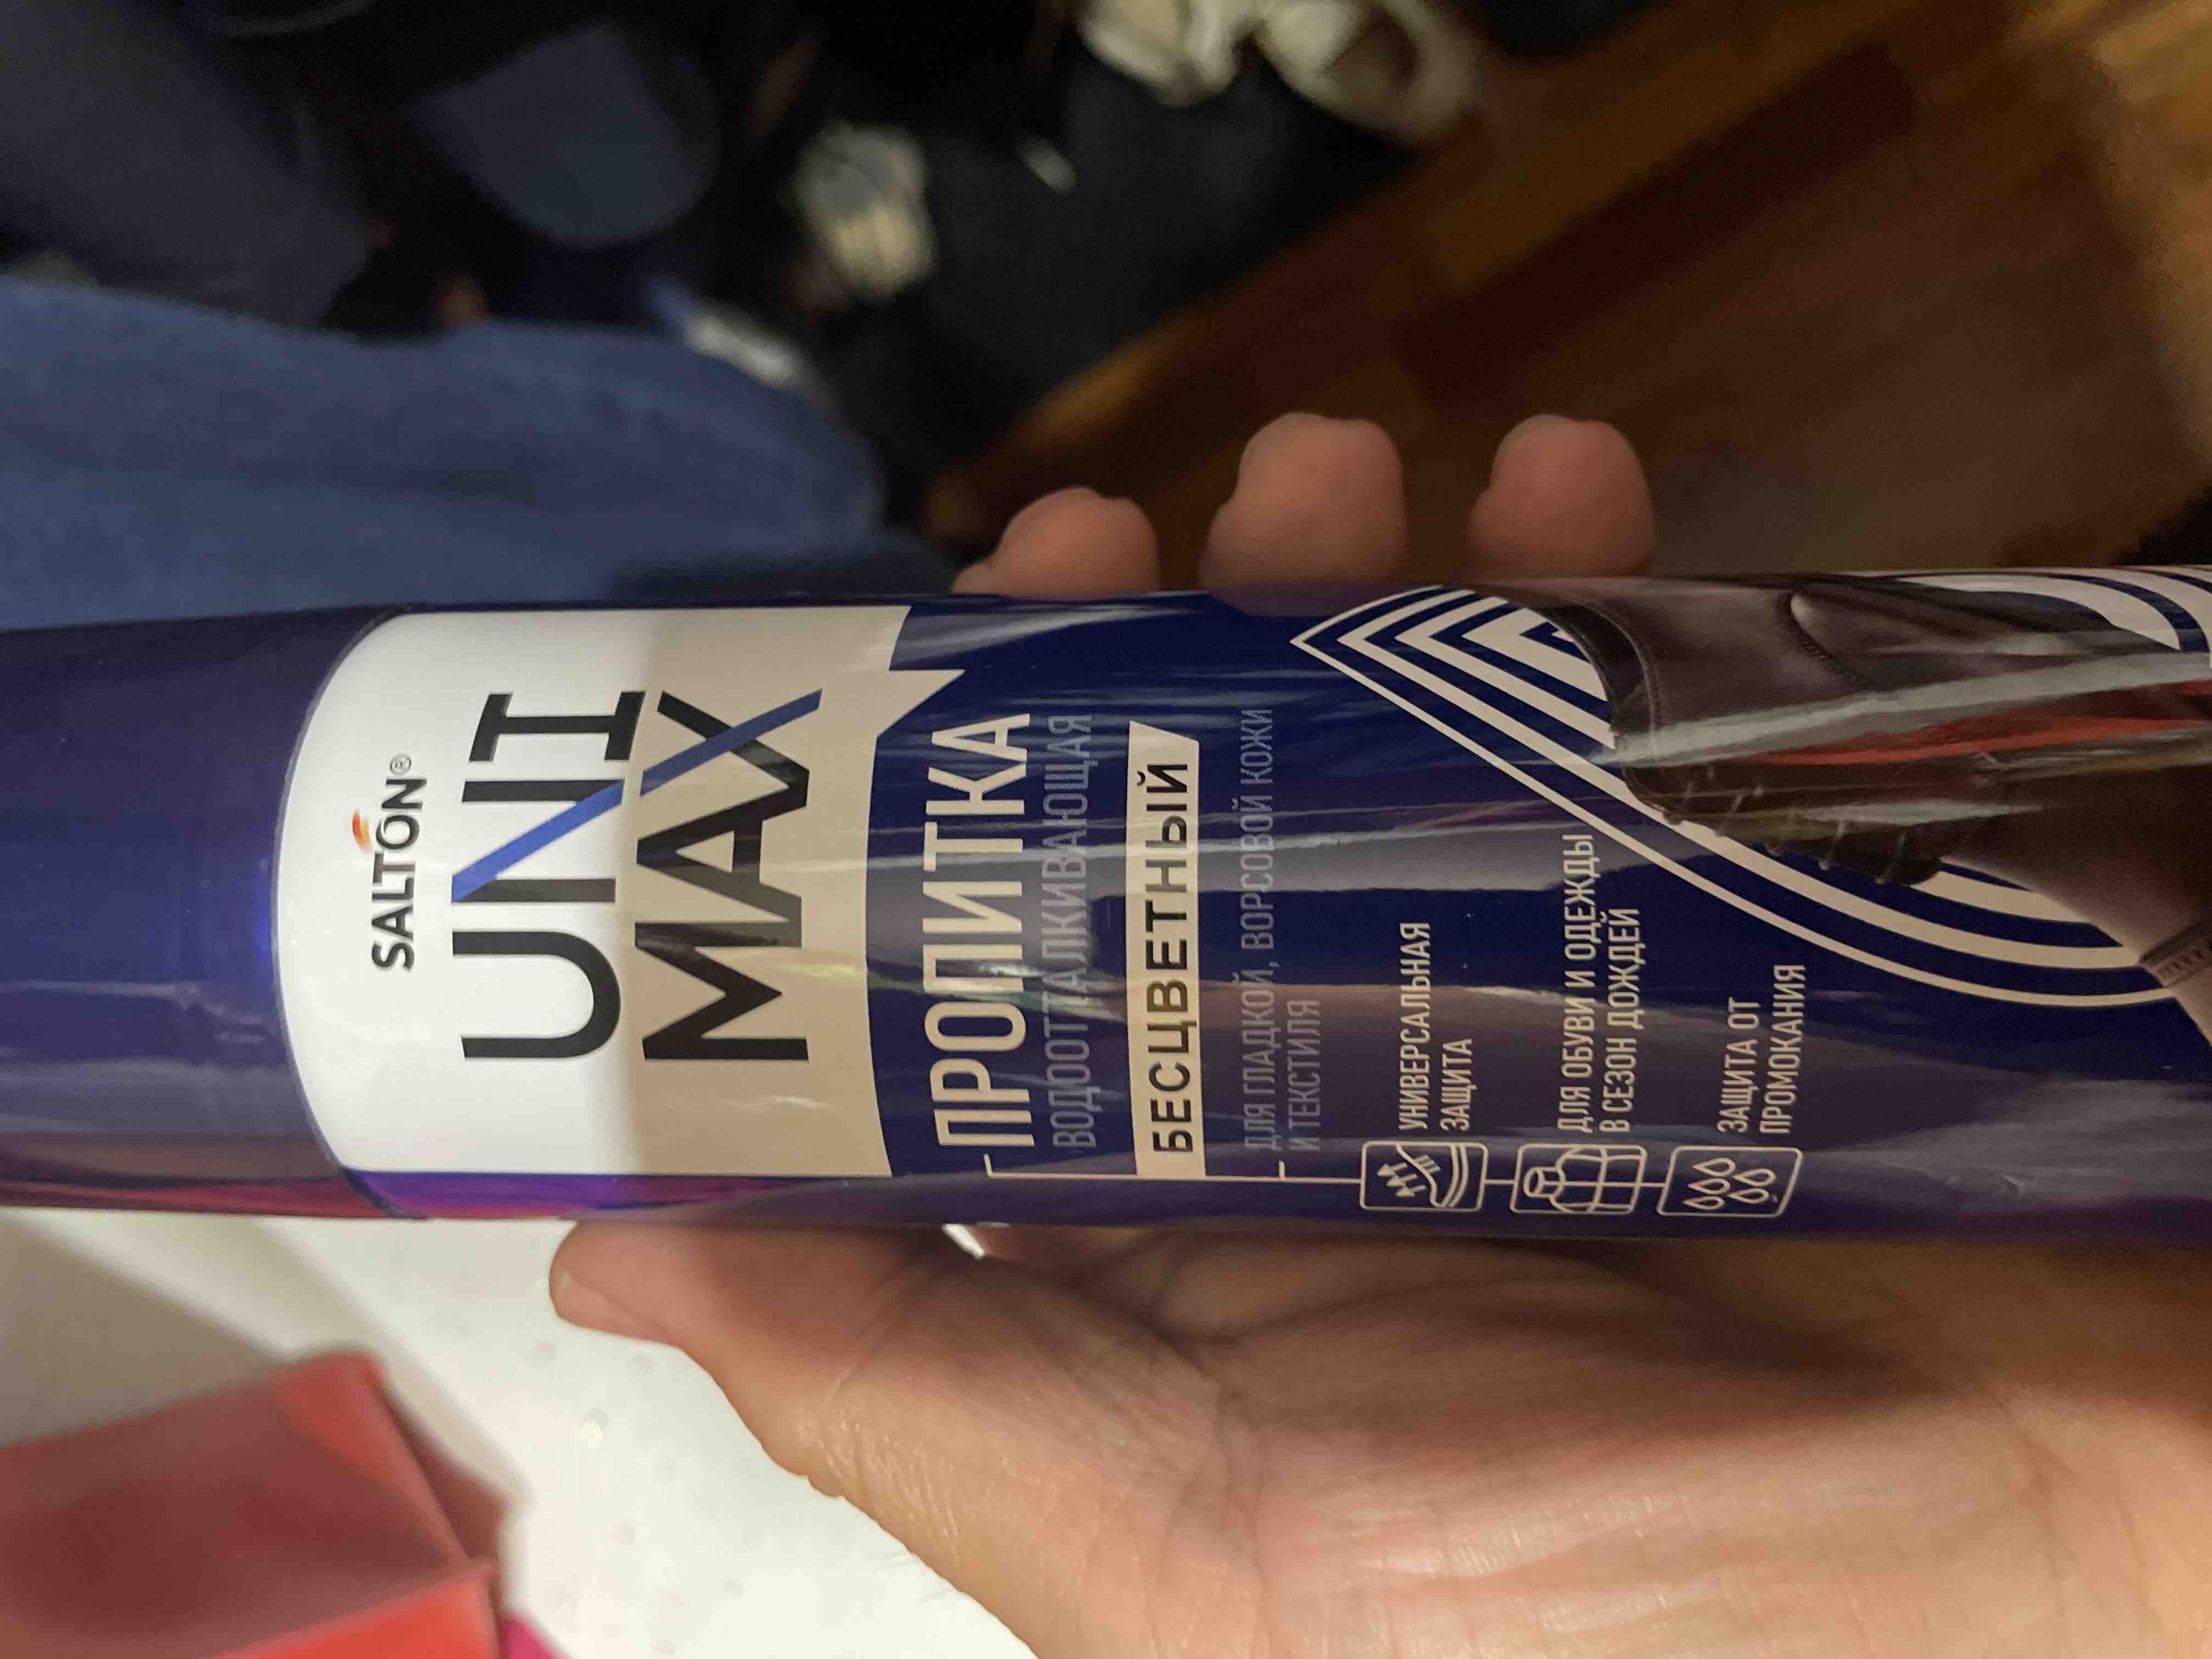 SALTON®
UNI
MAX
ПРОПИТКА
ВОДООТТАЛКИВАЮЩАЯ
БЕСЦВЕТНЫЙ
ДЛЯ ГЛАДКОЙ, ВОРСОВОЙ КОЖИ
И ТЕКСТИЛЯ
УНИВЕРСАЛЬНАЯ
ЗАЩИТА
ДЛЯ ОБУВИ И ОДЕЖДЫ
В СЕЗОН ДОЖДЕЙ
ЗАЩИТА ОТ
ПРОМОКАНИЯ